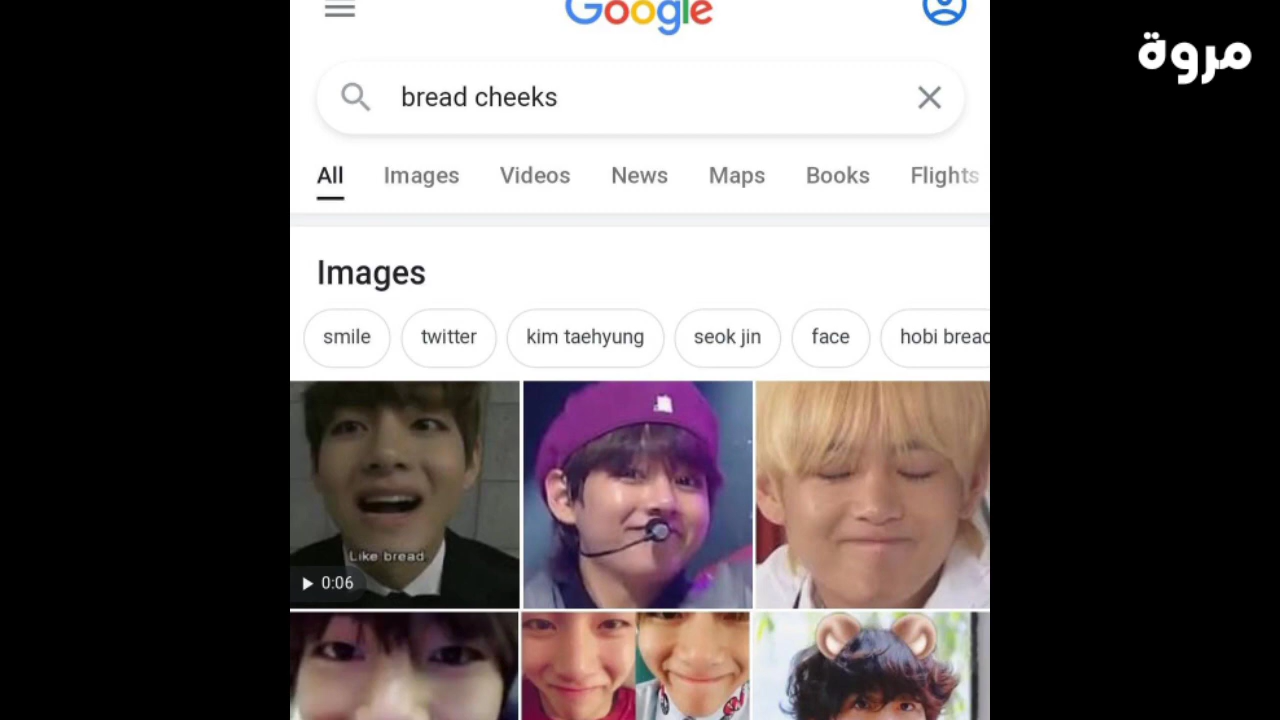 Google
مروة
bread cheeks
All Images Videos News Maps Books Flights
Images
smile twitter kim taehyung seok jin face hobi bread
Like bread
0:06